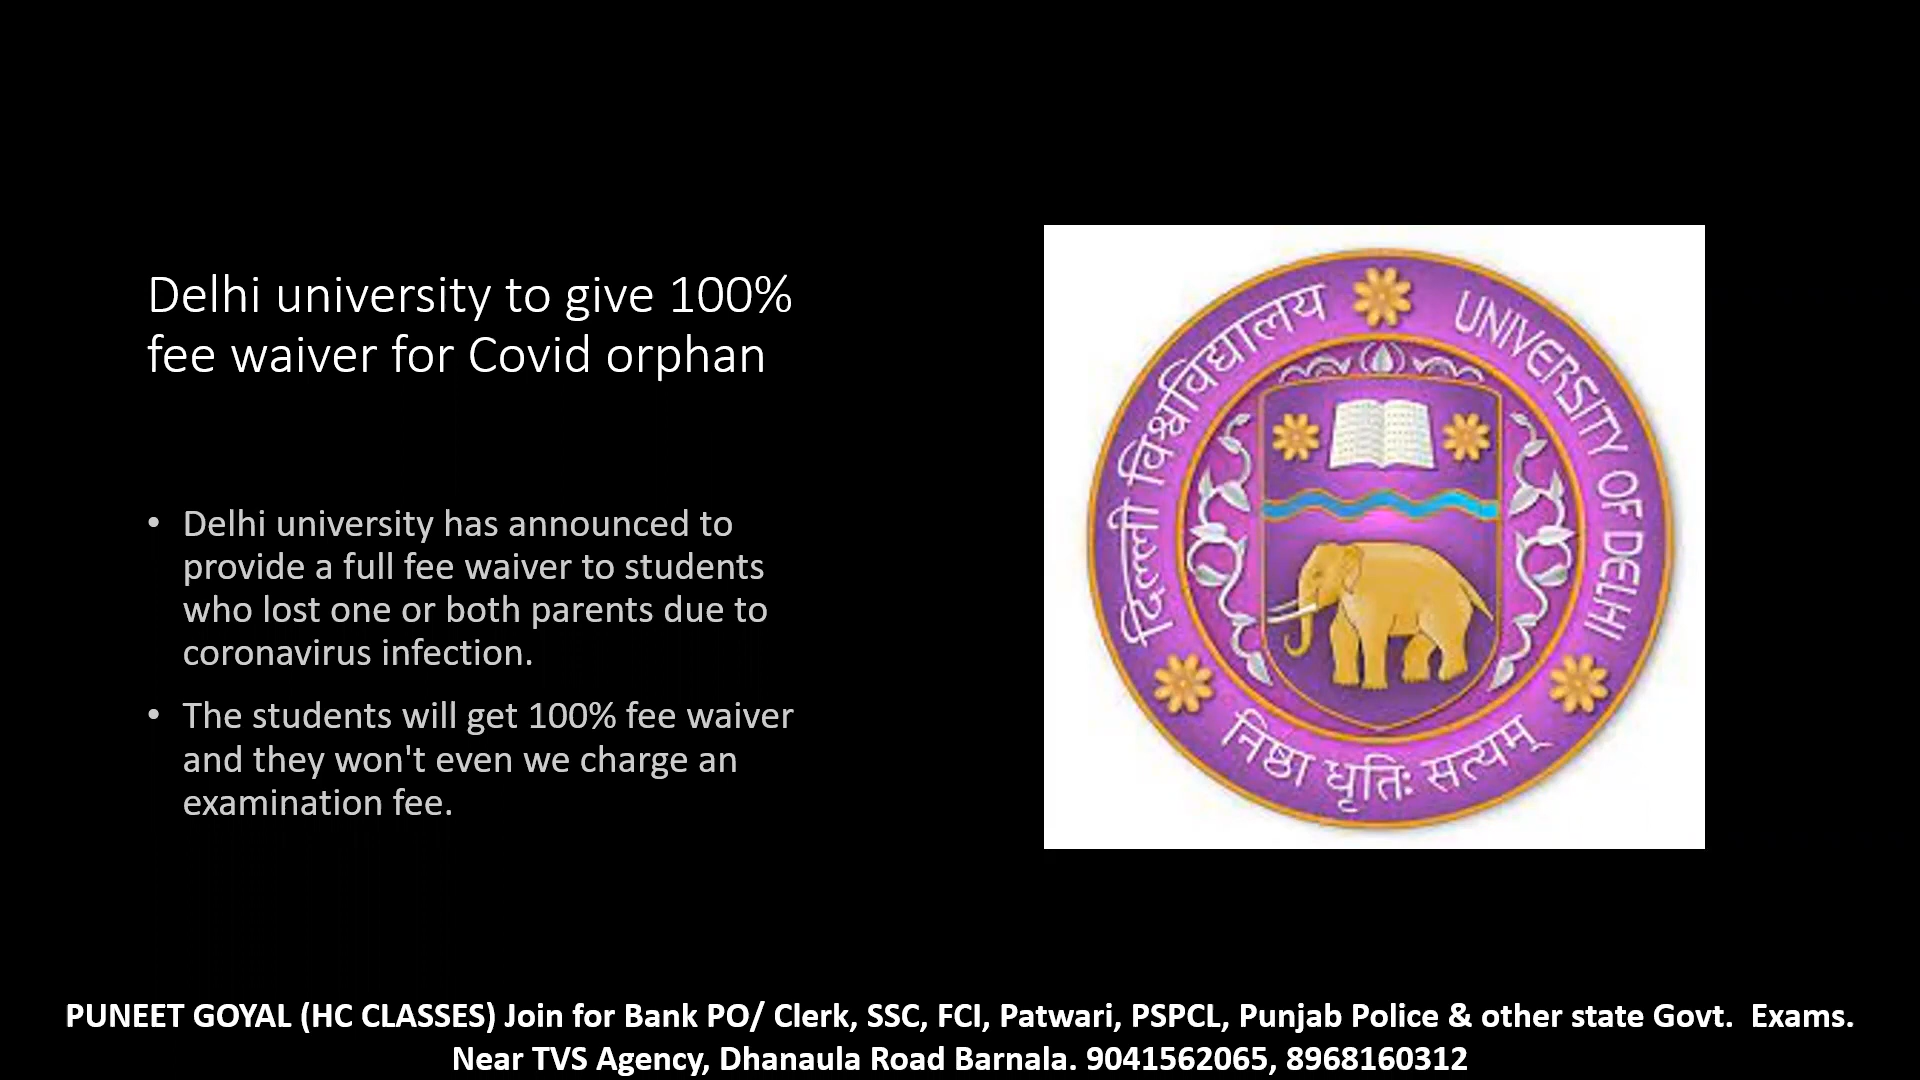 Delhi university to give 100%
fee waiver for Covid orphan
• Delhi university has announced to
provide a full fee waiver to students
who lost one or both parents due to
coronavirus infection.
• The students will get 100% fee waiver
and they won't even we charge an
examination fee.
दिल्ली विश्वविद्यालय
UNIVERSITY OF DELHI
निष्ठा धृतिः सत्यम्
PUNEET GOYAL (HC CLASSES) Join for Bank PO/ Clerk, SSC, FCI, Patwari, PSPCL, Punjab Police & other state Govt.  Exams.
Near TVS Agency, Dhanaula Road Barnala. 9041562065, 8968160312